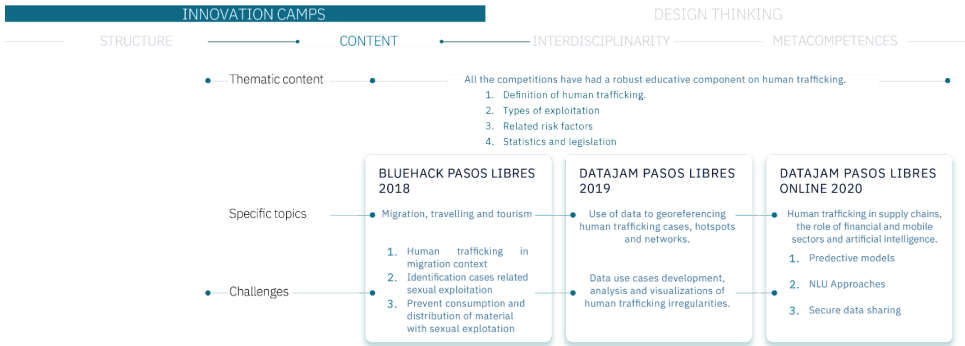 INNOVATION CAMPS
DESIGN THINKING
STRUCTURE
CONTENT
INTERDISCIPLINARITY
METACOMPETENCES
Thematic content
All the competitions have had a robust educative component on human trafficking.
1. Definition of human trafficking.
2. Types of exploitation
3. Related risk factors
4. Statistics and legislation
BLUEHACK PASOS LIBRES
2018
DATAJAM PASOS LIBRES
2019
DATAJAM PASOS LIBRES
ONLINE 2020
Specific topics
Migration, travelling and tourism
Use of data to georeferencing
human trafficking cases, hotspots
and networks.
Human trafficking in supply chains,
the role of financial and mobile
sectors and artificial intelligence.
Challenges
1. Human trafficking in
migration context
2. Identification cases related
sexual exploitation
3. Prevent consumption and
distribution of material
with sexual explotation
Data use cases development,
analysis and visualizations of
human trafficking irregularities.
1. Predective models
2. NLU Approaches
3. Secure data sharing